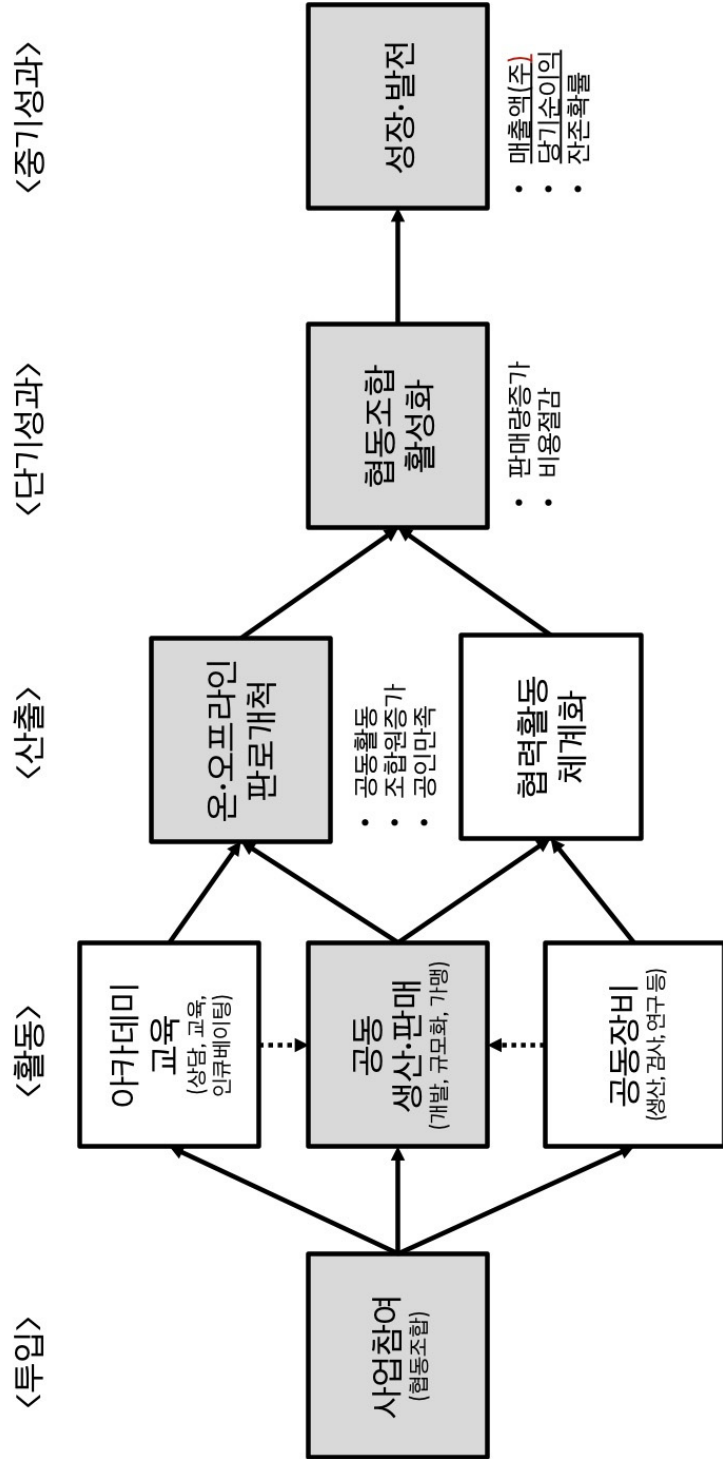 <투입>
<활동>
<산출>
<단기성과>
<중기성과>
사업참여
(협동조합)
아카데미
교육
(상담, 교육,
인큐베이팅)
공동
생산·판매
(개발, 규모화, 가맹)
공동장비
(생산, 검사, 연구 등)
온·오프라인
판로개척
• 공동활동
• 조합원증가
• 공인만족
협력활동
체계화
협동조합
활성화
• 판매량증가
• 비용절감
성장·발전
• 매출액(주)
• 당기순이익
• 잔존확률